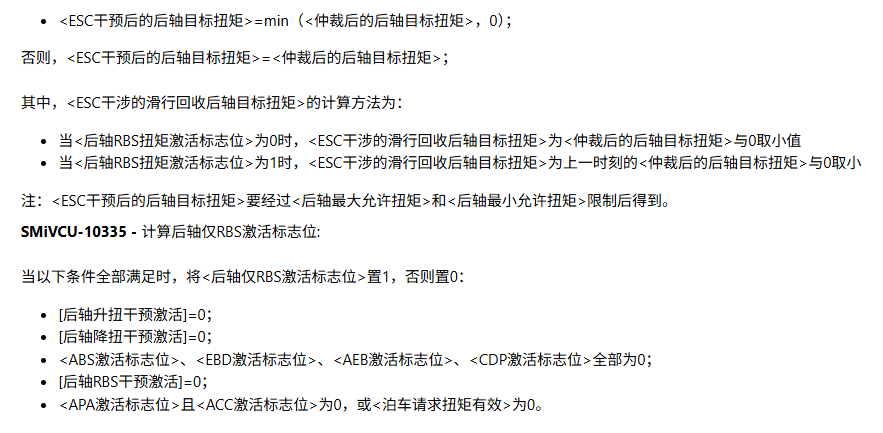 • <ESC干预后的后轴目标扭矩>=min（<仲裁后的后轴目标扭矩>，0）；
否则，<ESC干预后的后轴目标扭矩>=<仲裁后的后轴目标扭矩>；
其中，<ESC干涉的滑行回收后轴目标扭矩>的计算方法为：
• 当<后轴RBS扭矩激活标志位>为0时，<ESC干涉的滑行回收后轴目标扭矩>为<仲裁后的后轴目标扭矩>与0取小值
• 当<后轴RBS扭矩激活标志位>为1时，<ESC干涉的滑行回收后轴目标扭矩>为上一时刻的<仲裁后的后轴目标扭矩>与0取小
注：<ESC干预后的后轴目标扭矩>要经过<后轴最大允许扭矩>和<后轴最小允许扭矩>限制后得到。
SMiVCU-10335 - 计算后轴仅RBS激活标志位:
当以下条件全部满足时，将<后轴仅RBS激活标志位>置1，否则置0：
• [后轴升扭干预激活]=0；
• [后轴降扭干预激活]=0；
• <ABS激活标志位>、<EBD激活标志位>、<AEB激活标志位>、<CDP激活标志位>全部为0；
• [后轴RBS干预激活]=0；
• <APA激活标志位>且<ACC激活标志位>为0，或<泊车请求扭矩有效>为0。